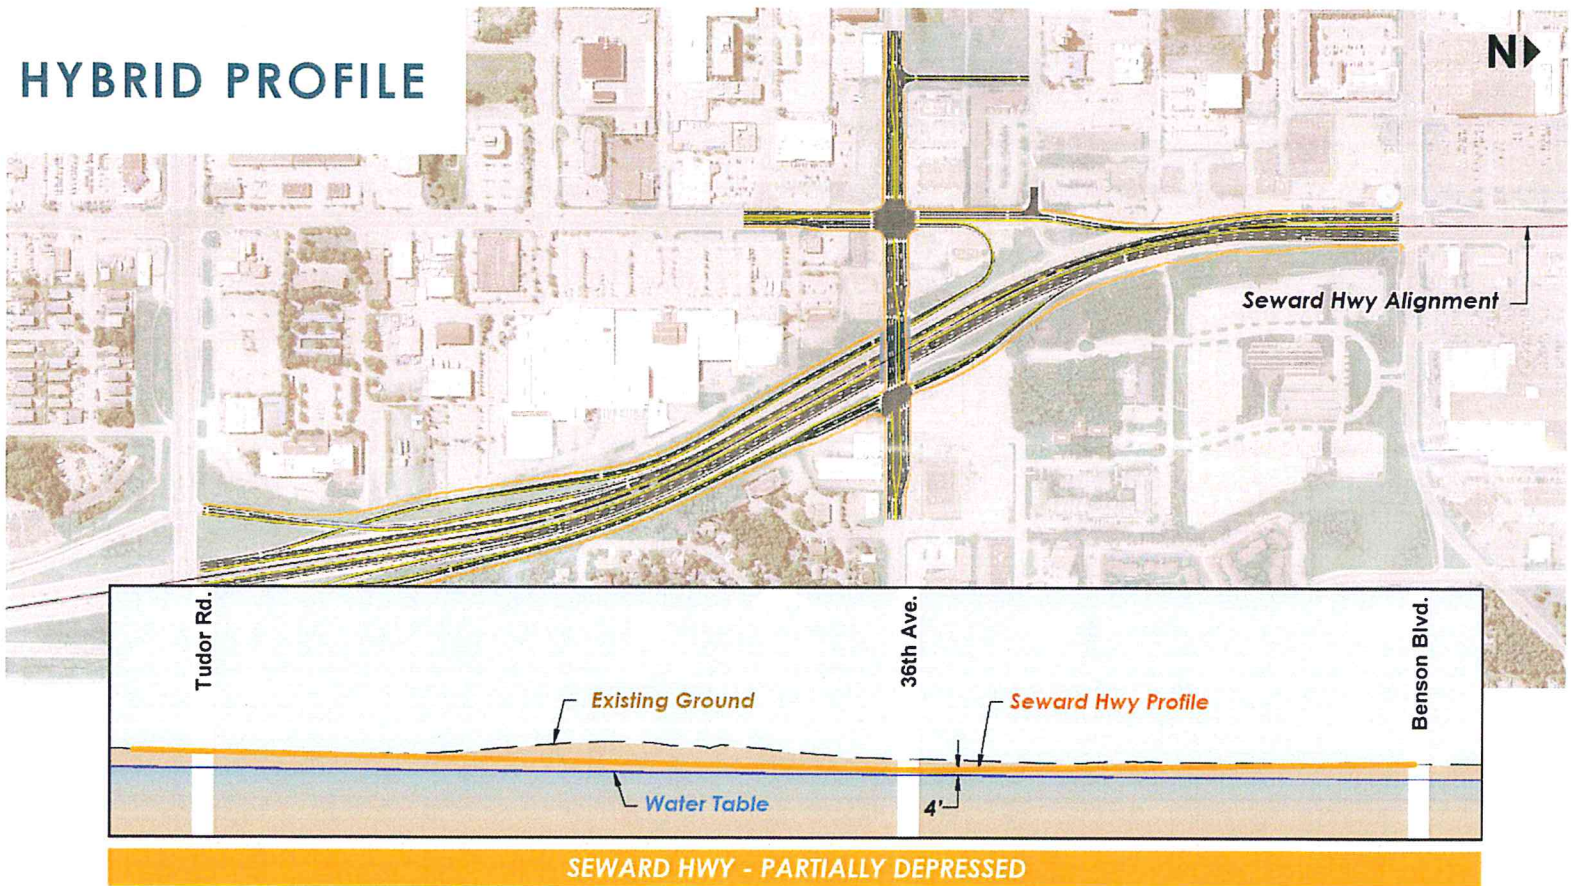 HYBRID PROFILE
N
Seward Hwy Alignment
Tudor Rd.
36th Ave.
Benson Blvd.
Existing Ground
Seward Hwy Profile
Water Table
4'
SEWARD HWY - PARTIALLY DEPRESSED